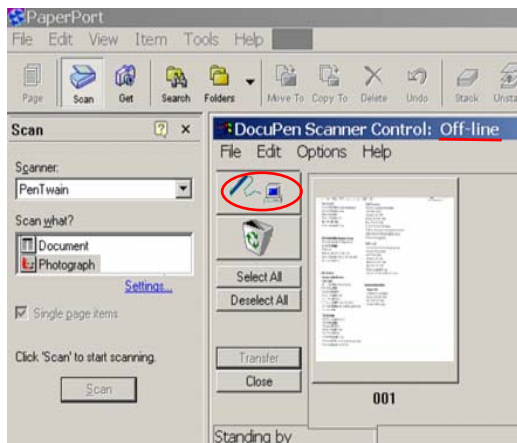 PaperPort
File Edit View Item Tools Help
Page Scan Get Search Folders Move To Copy To Delete Undo Stack Unsta
Scan
Scanner:
PenTwain
Scan what?
Document
Photograph
Settings...
Single page items
Click 'Scan' to start scanning.
Scan
DocuPen Scanner Control: Off-line
File Edit Options Help
Select All
Deselect All
Transfer
Close
001
Standing by